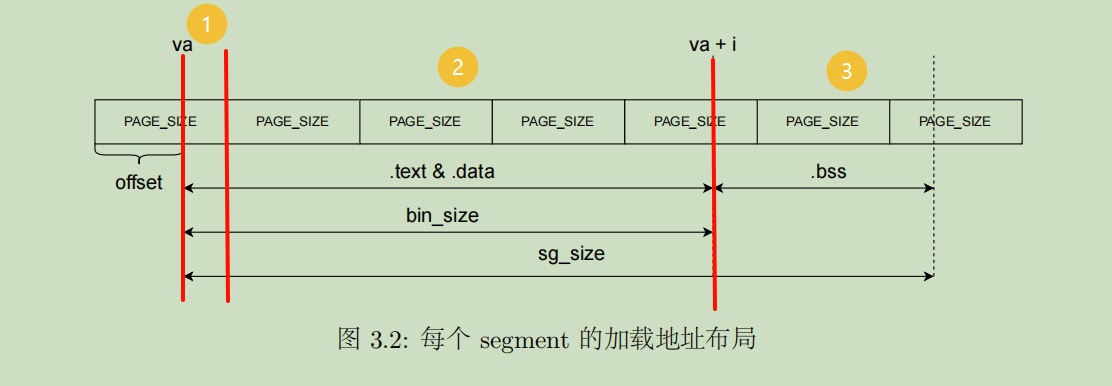 1
va
va + i
2
3
PAGE_SIZE PAGE_SIZE PAGE_SIZE PAGE_SIZE PAGE_SIZE PAGE_SIZE PAGE_SIZE
offset
.text & .data
.bss
bin_size
sg_size
图 3.2: 每个 segment 的加载地址布局